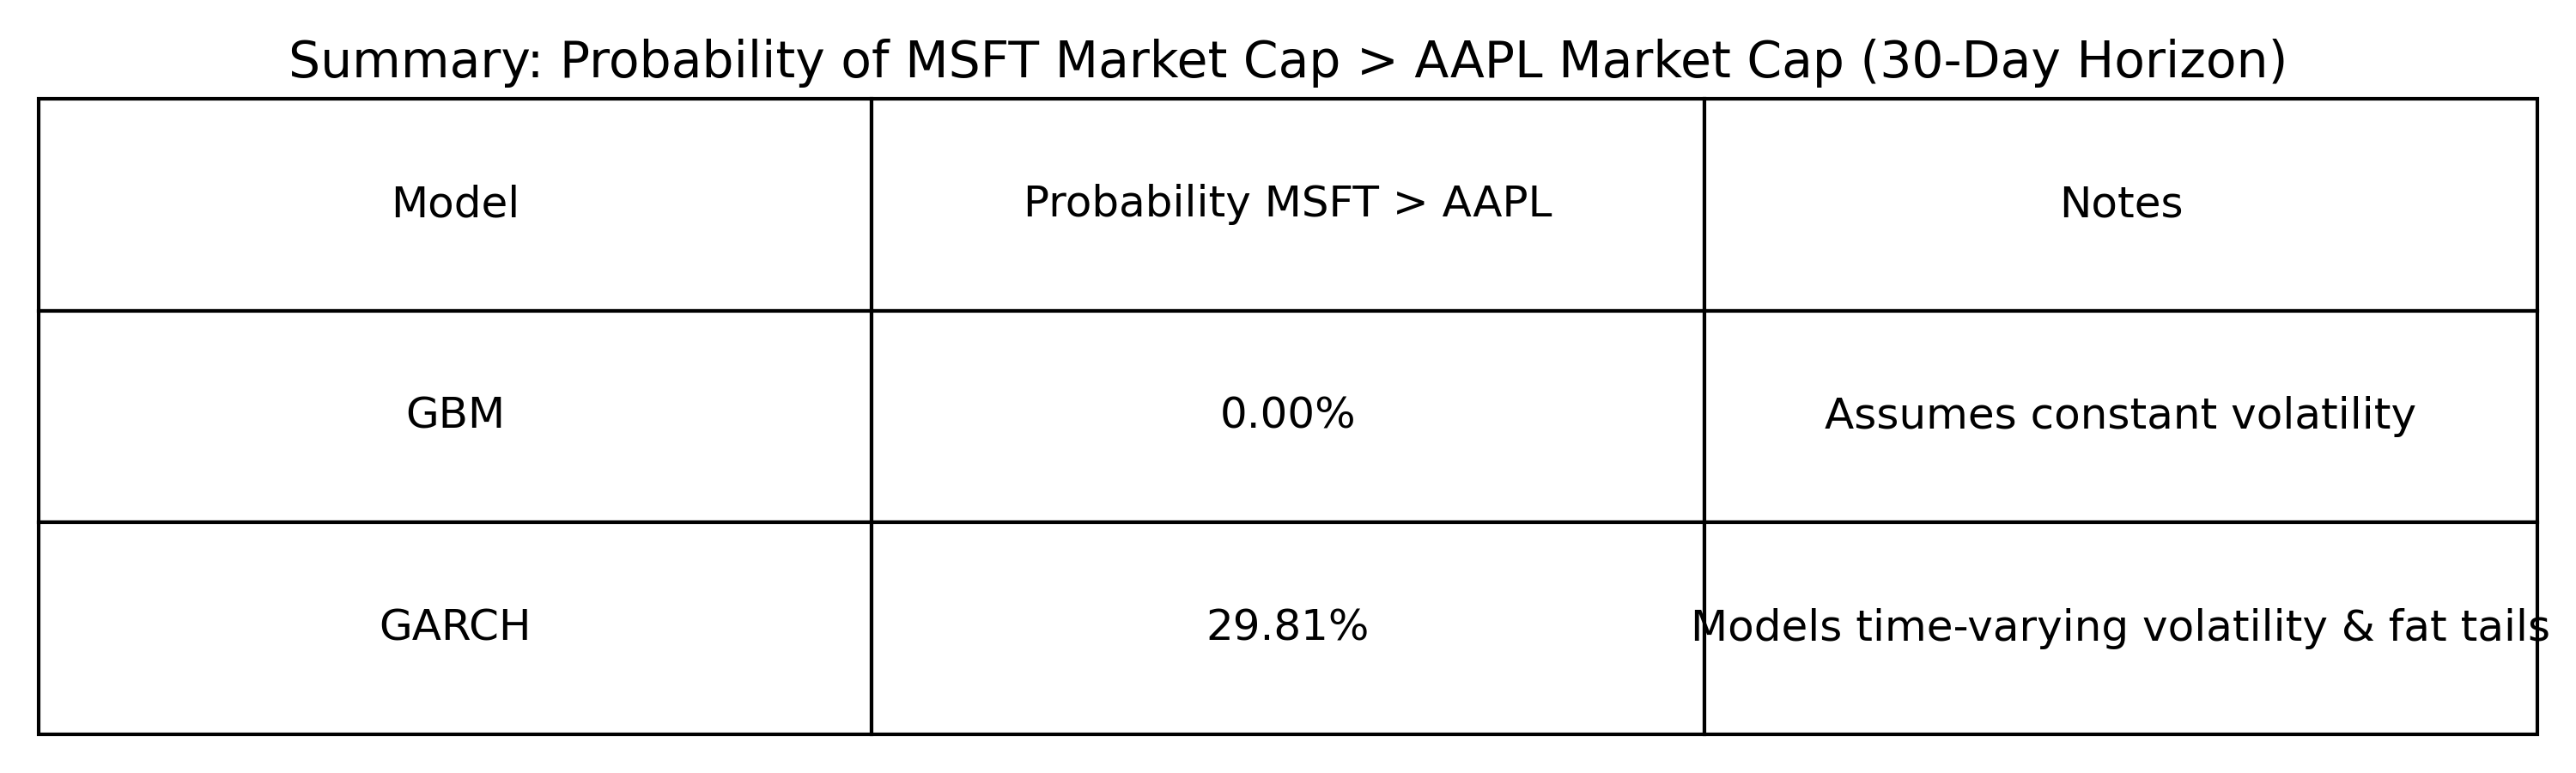 Summary: Probability of MSFT Market Cap > AAPL Market Cap (30-Day Horizon)
Model Probability MSFT > AAPL Notes
GBM 0.00% Assumes constant volatility
GARCH 29.81% Models time-varying volatility & fat tails